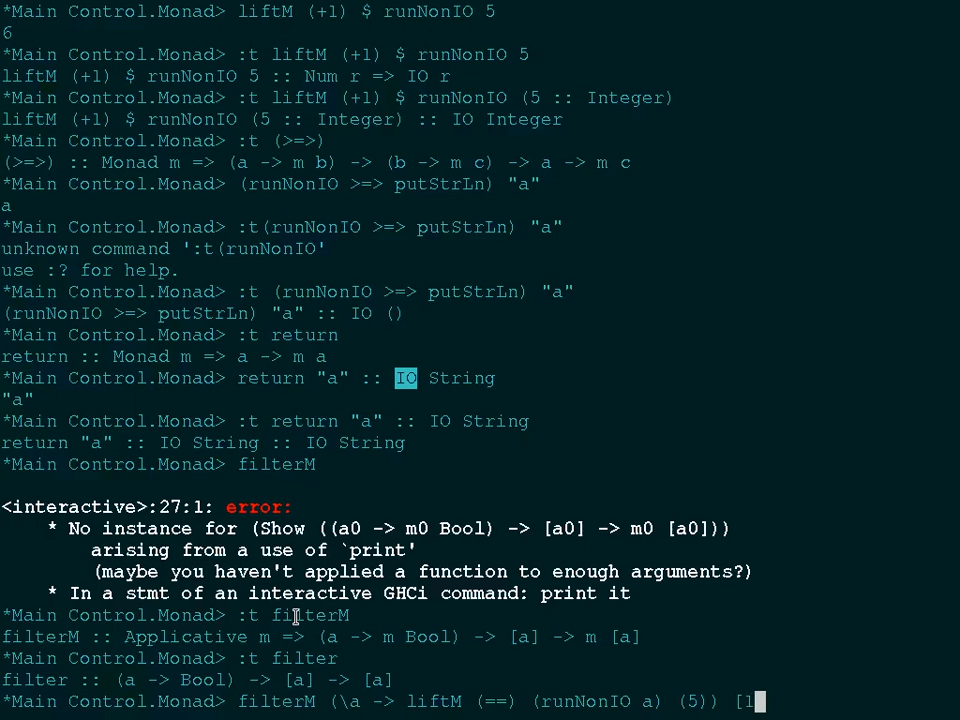 *Main Control.Monad> liftM (+1) $ runNonIO 5
6
*Main Control.Monad> :t liftM (+1) $ runNonIO 5
liftM (+1) $ runNonIO 5 :: Num r => IO r
*Main Control.Monad> :t liftM (+1) $ runNonIO (5 :: Integer)
liftM (+1) $ runNonIO (5 :: Integer) :: IO Integer
*Main Control.Monad> :t (>=>)
(>=>) :: Monad m => (a -> m b) -> (b -> m c) -> a -> m c
*Main Control.Monad> (runNonIO >=> putStrLn) "a"
a
*Main Control.Monad> :t(runNonIO >=> putStrLn) "a"
unknown command ':t(runNonIO'
use :? for help.
*Main Control.Monad> :t (runNonIO >=> putStrLn) "a"
(runNonIO >=> putStrLn) "a" :: IO ()
*Main Control.Monad> :t return
return :: Monad m => a -> m a
*Main Control.Monad> return "a" :: IO String
"a"
*Main Control.Monad> :t return "a" :: IO String
return "a" :: IO String :: IO String
*Main Control.Monad> filterM
<interactive>:27:1: error:
* No instance for (Show ((a0 -> m0 Bool) -> [a0] -> m0 [a0]))
arising from a use of `print'
(maybe you haven't applied a function to enough arguments?)
* In a stmt of an interactive GHCi command: print it
*Main Control.Monad> :t filterM
filterM :: Applicative m => (a -> m Bool) -> [a] -> m [a]
*Main Control.Monad> :t filter
filter :: (a -> Bool) -> [a] -> [a]
*Main Control.Monad> filterM (\a -> liftM (==) (runNonIO a) (5)) [1